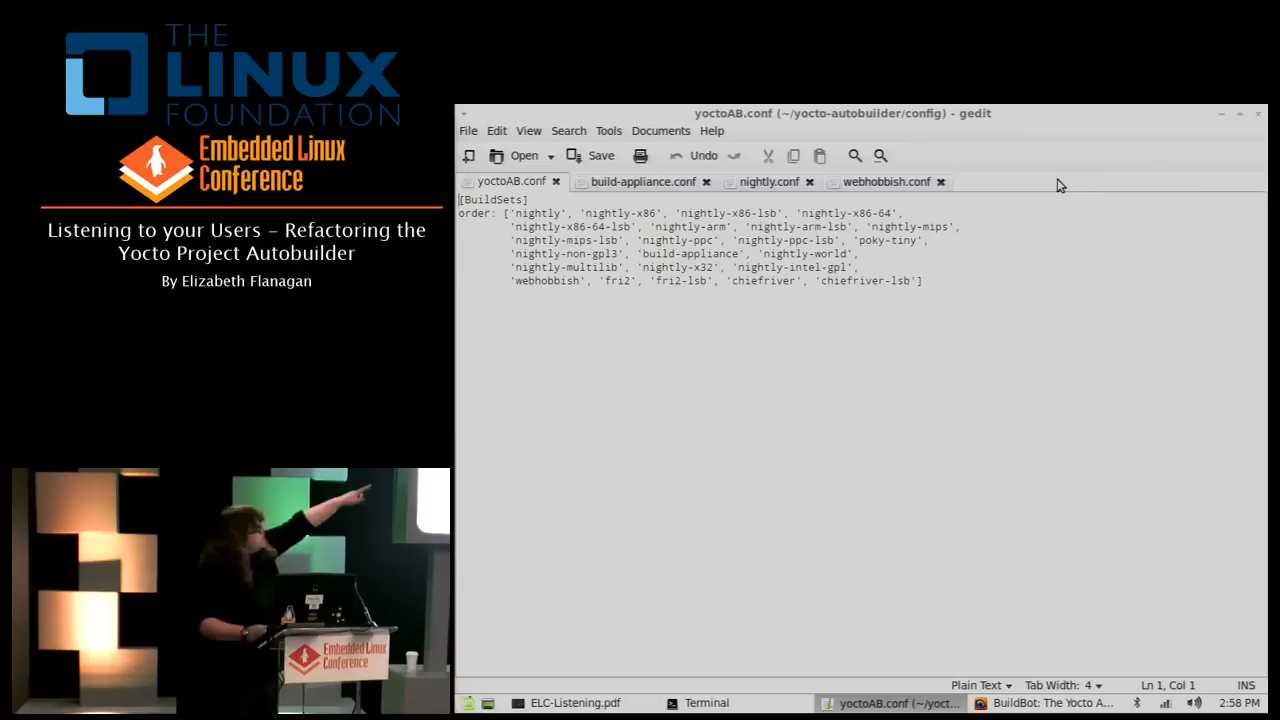 THE
LINUX
FOUNDATION
Embedded Linux
Conference
Listening to your Users – Refactoring the
Yocto Project Autobuilder
By Elizabeth Flanagan
yoctoAB.conf (~/yocto-autobuilder/config) - gedit
File Edit View Search Tools Documents Help
Open Save Undo
yoctoAB.conf build-appliance.conf nightly.conf webhobbish.conf
[BuildSets]
order: ['nightly', 'nightly-x86', 'nightly-x86-lsb', 'nightly-x86-64',
'nightly-x86-64-lsb', 'nightly-arm', 'nightly-arm-lsb', 'nightly-mips',
'nightly-mips-lsb', 'nightly-ppc', 'nightly-ppc-lsb', 'poky-tiny',
'nightly-non-gpl3', 'build-appliance', 'nightly-world',
'nightly-multilib', 'nightly-x32', 'nightly-intel-gpl',
'webhobbish', 'fri2', 'fri2-lsb', 'chiefriver', 'chiefriver-lsb']
Embedded Linux
Conference
Plain Text Tab Width: 4 Ln 1, Col 1 INS
ELC-Listening.pdf Terminal yoctoAB.conf (~/yoct... BuildBot: The Yocto A... 2:58 PM